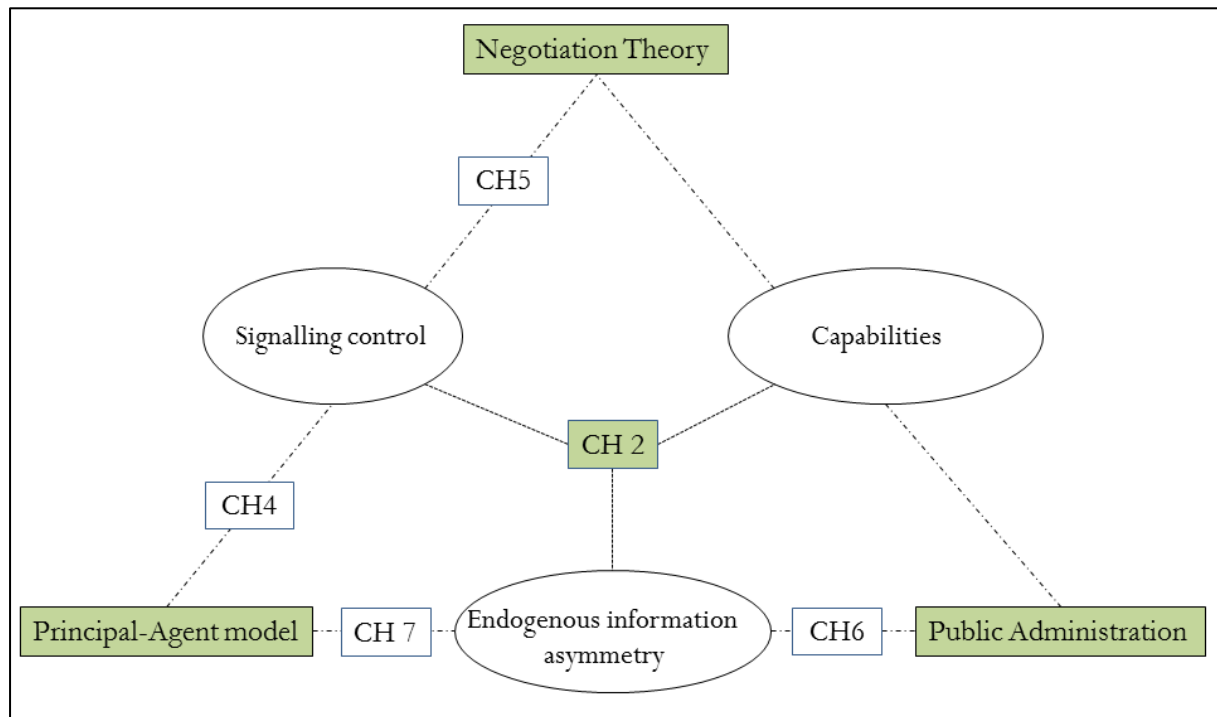 Negotiation Theory
CH5
Signalling control
Capabilities
CH 2
CH4
Principal-Agent model
CH 7
Endogenous information
asymmetry
CH6
Public Administration